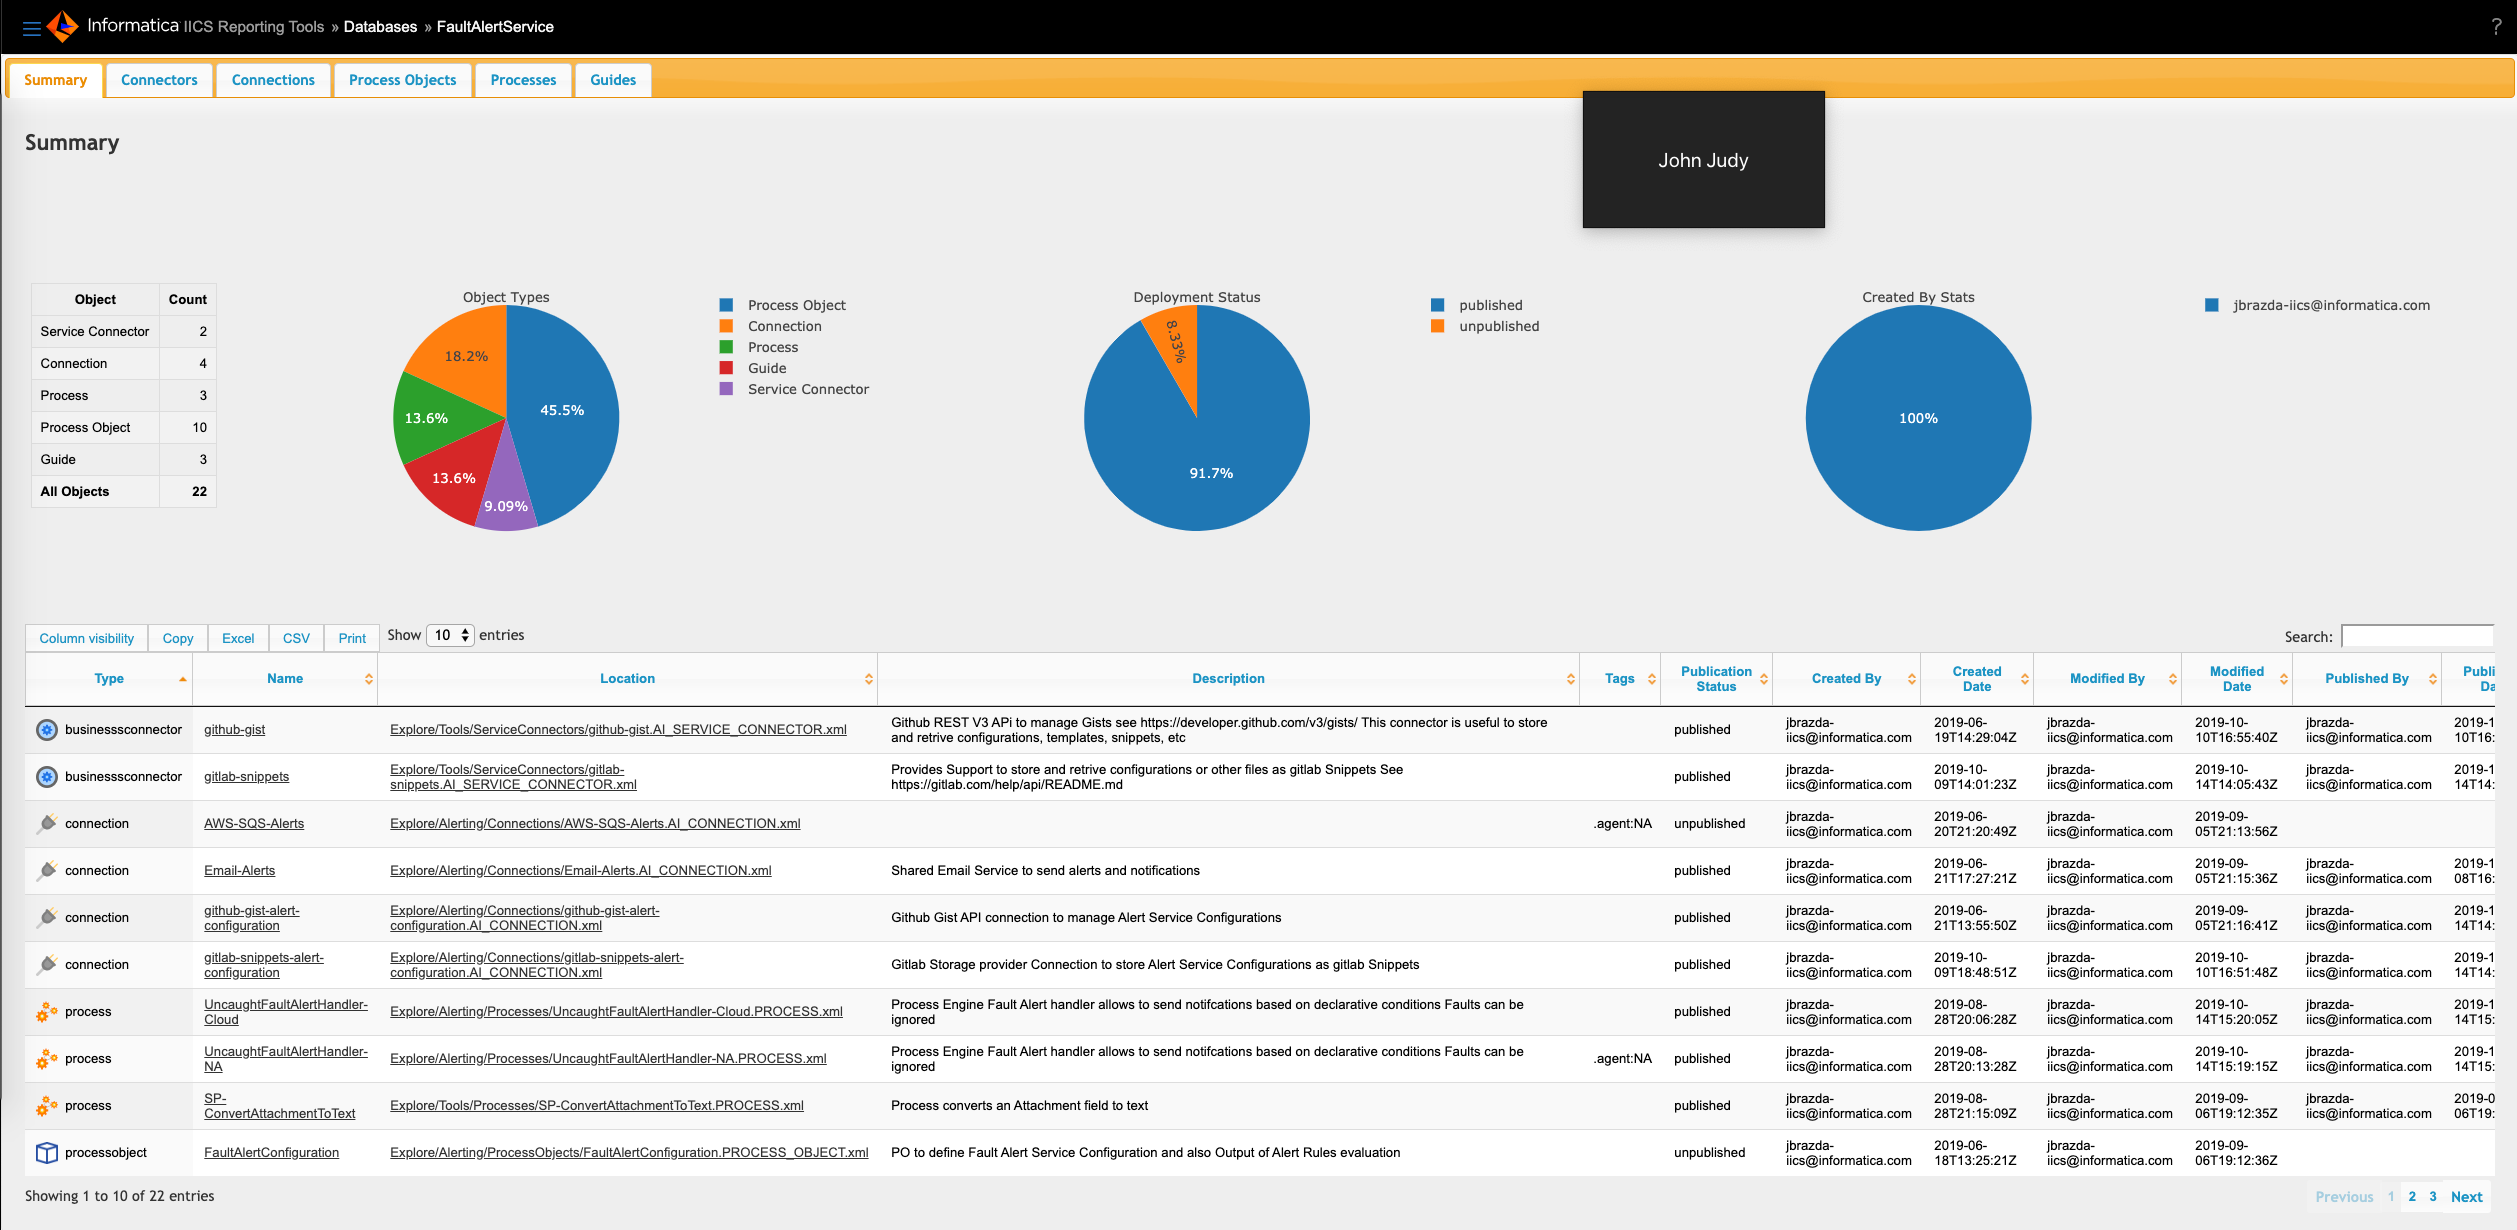 Informatica IICS Reporting Tools » Databases » FaultAlertService ?
Summary Connectors Connections Process Objects Processes Guides
John Judy
Summary
Object Count
Service Connector 2
Connection 4
Process 3
Process Object 10
Guide 3
All Objects 22
Object Types
18.2%
45.5%
13.6%
13.6%
9.09%
Process Object
Connection
Process
Guide
Service Connector
Deployment Status
8.33%
91.7%
published
unpublished
Created By Stats
100%
jbrazda-iics@informatica.com
Column visibility Copy Excel CSV Print Show 10 entries Search:
Type Name Location Description Tags Publication Status Created By Created Date Modified By Modified Date Published By Publi Da
businesssconnector github-gist Explore/Tools/ServiceConnectors/github-gist.AI_SERVICE_CONNECTOR.xml Github REST V3 APi to manage Gists see https://developer.github.com/v3/gists/ This connector is useful to store and retrive configurations, templates, snippets, etc published jbrazda-iics@informatica.com 2019-06-19T14:29:04Z jbrazda-iics@informatica.com 2019-10-10T16:55:40Z jbrazda-iics@informatica.com 2019-1 10T16:
businesssconnector gitlab-snippets Explore/Tools/ServiceConnectors/gitlab-snippets.AI_SERVICE_CONNECTOR.xml Provides Support to store and retrive configurations or other files as gitlab Snippets See https://gitlab.com/help/api/README.md published jbrazda-iics@informatica.com 2019-10-09T14:01:23Z jbrazda-iics@informatica.com 2019-10-14T14:05:43Z jbrazda-iics@informatica.com 2019-1 14T14:
connection AWS-SQS-Alerts Explore/Alerting/Connections/AWS-SQS-Alerts.AI_CONNECTION.xml .agent:NA unpublished jbrazda-iics@informatica.com 2019-06-20T21:20:49Z jbrazda-iics@informatica.com 2019-09-05T21:13:56Z
connection Email-Alerts Explore/Alerting/Connections/Email-Alerts.AI_CONNECTION.xml Shared Email Service to send alerts and notifications published jbrazda-iics@informatica.com 2019-06-21T17:27:21Z jbrazda-iics@informatica.com 2019-09-05T21:15:36Z jbrazda-iics@informatica.com 2019-1 08T16:
connection github-gist-alert-configuration Explore/Alerting/Connections/github-gist-alert-configuration.AI_CONNECTION.xml Github Gist API connection to manage Alert Service Configurations published jbrazda-iics@informatica.com 2019-06-21T13:55:50Z jbrazda-iics@informatica.com 2019-09-05T21:16:41Z jbrazda-iics@informatica.com 2019-1 14T14:
connection gitlab-snippets-alert-configuration Explore/Alerting/Connections/gitlab-snippets-alert-configuration.AI_CONNECTION.xml Gitlab Storage provider Connection to store Alert Service Configurations as gitlab Snippets published jbrazda-iics@informatica.com 2019-10-09T18:48:51Z jbrazda-iics@informatica.com 2019-10-10T16:51:48Z jbrazda-iics@informatica.com 2019-1 14T14:
process UncaughtFaultAlertHandler-Cloud Explore/Alerting/Processes/UncaughtFaultAlertHandler-Cloud.PROCESS.xml Process Engine Fault Alert handler allows to send notifcations based on declarative conditions Faults can be ignored published jbrazda-iics@informatica.com 2019-08-28T20:06:28Z jbrazda-iics@informatica.com 2019-10-14T15:20:05Z jbrazda-iics@informatica.com 2019-1 14T15:
process UncaughtFaultAlertHandler-NA Explore/Alerting/Processes/UncaughtFaultAlertHandler-NA.PROCESS.xml Process Engine Fault Alert handler allows to send notifcations based on declarative conditions Faults can be ignored .agent:NA published jbrazda-iics@informatica.com 2019-08-28T20:13:28Z jbrazda-iics@informatica.com 2019-10-14T15:19:15Z jbrazda-iics@informatica.com 2019-1 14T15:
process SP-ConvertAttachmentToText Explore/Tools/Processes/SP-ConvertAttachmentToText.PROCESS.xml Process converts an Attachment field to text published jbrazda-iics@informatica.com 2019-08-28T21:15:09Z jbrazda-iics@informatica.com 2019-09-06T19:12:35Z jbrazda-iics@informatica.com 2019-0 06T19:
processobject FaultAlertConfiguration Explore/Alerting/ProcessObjects/FaultAlertConfiguration.PROCESS_OBJECT.xml PO to define Fault Alert Service Configuration and also Output of Alert Rules evaluation unpublished jbrazda-iics@informatica.com 2019-06-18T13:25:21Z jbrazda-iics@informatica.com 2019-09-06T19:12:36Z
Showing 1 to 10 of 22 entries Previous 1 2 3 Next